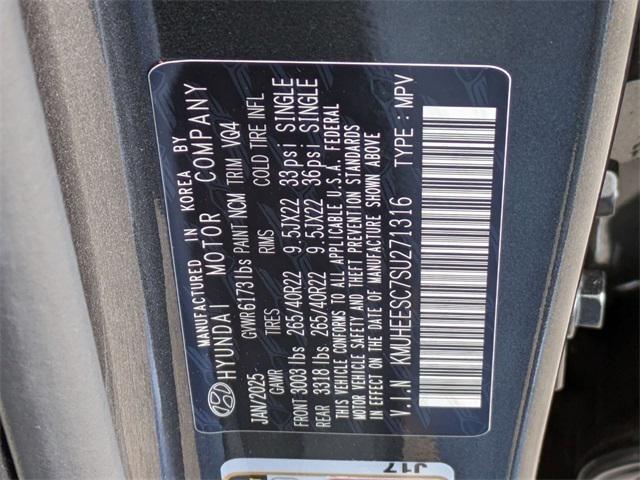 MANUFACTURED IN KOREA BY
HYUNDAI MOTOR COMPANY
JAN/2025 GVWR 6173 lbs PAINT NCM TRIM VQ4
GAWR TIRES RIMS COLD TIRE INFL
FRONT 3003 lbs 265/40R22 9.5JX22 33psi SINGLE
REAR 3318 lbs 265/40R22 9.5JX22 36psi SINGLE
THIS VEHICLE CONFORMS TO ALL APPLICABLE U.S.A. FEDERAL
MOTOR VEHICLE SAFETY AND THEFT PREVENTION STANDARDS
IN EFFECT ON THE DATE OF MANUFACTURE SHOWN ABOVE
V.I.N KMUHEESC7SU271316 TYPE : MPV
J17